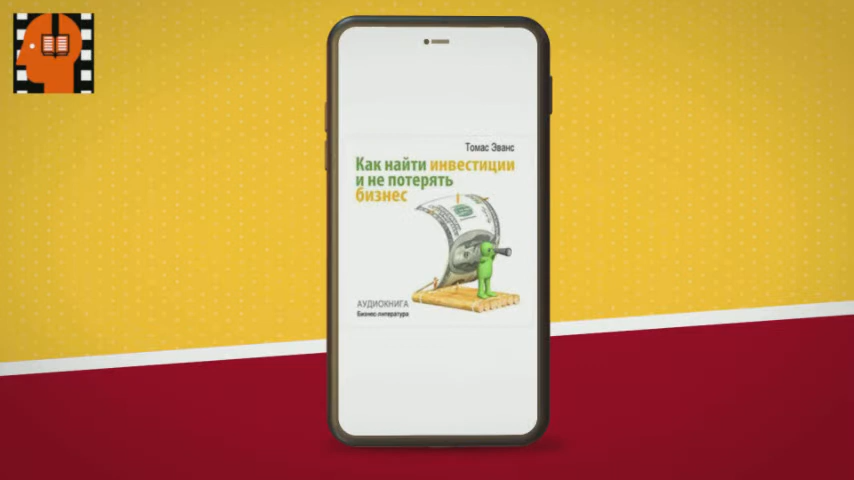 Томас Эванс
Как найти инвестиции
и не потерять
бизнес
АУДИОКНИГА
Бизнес литература